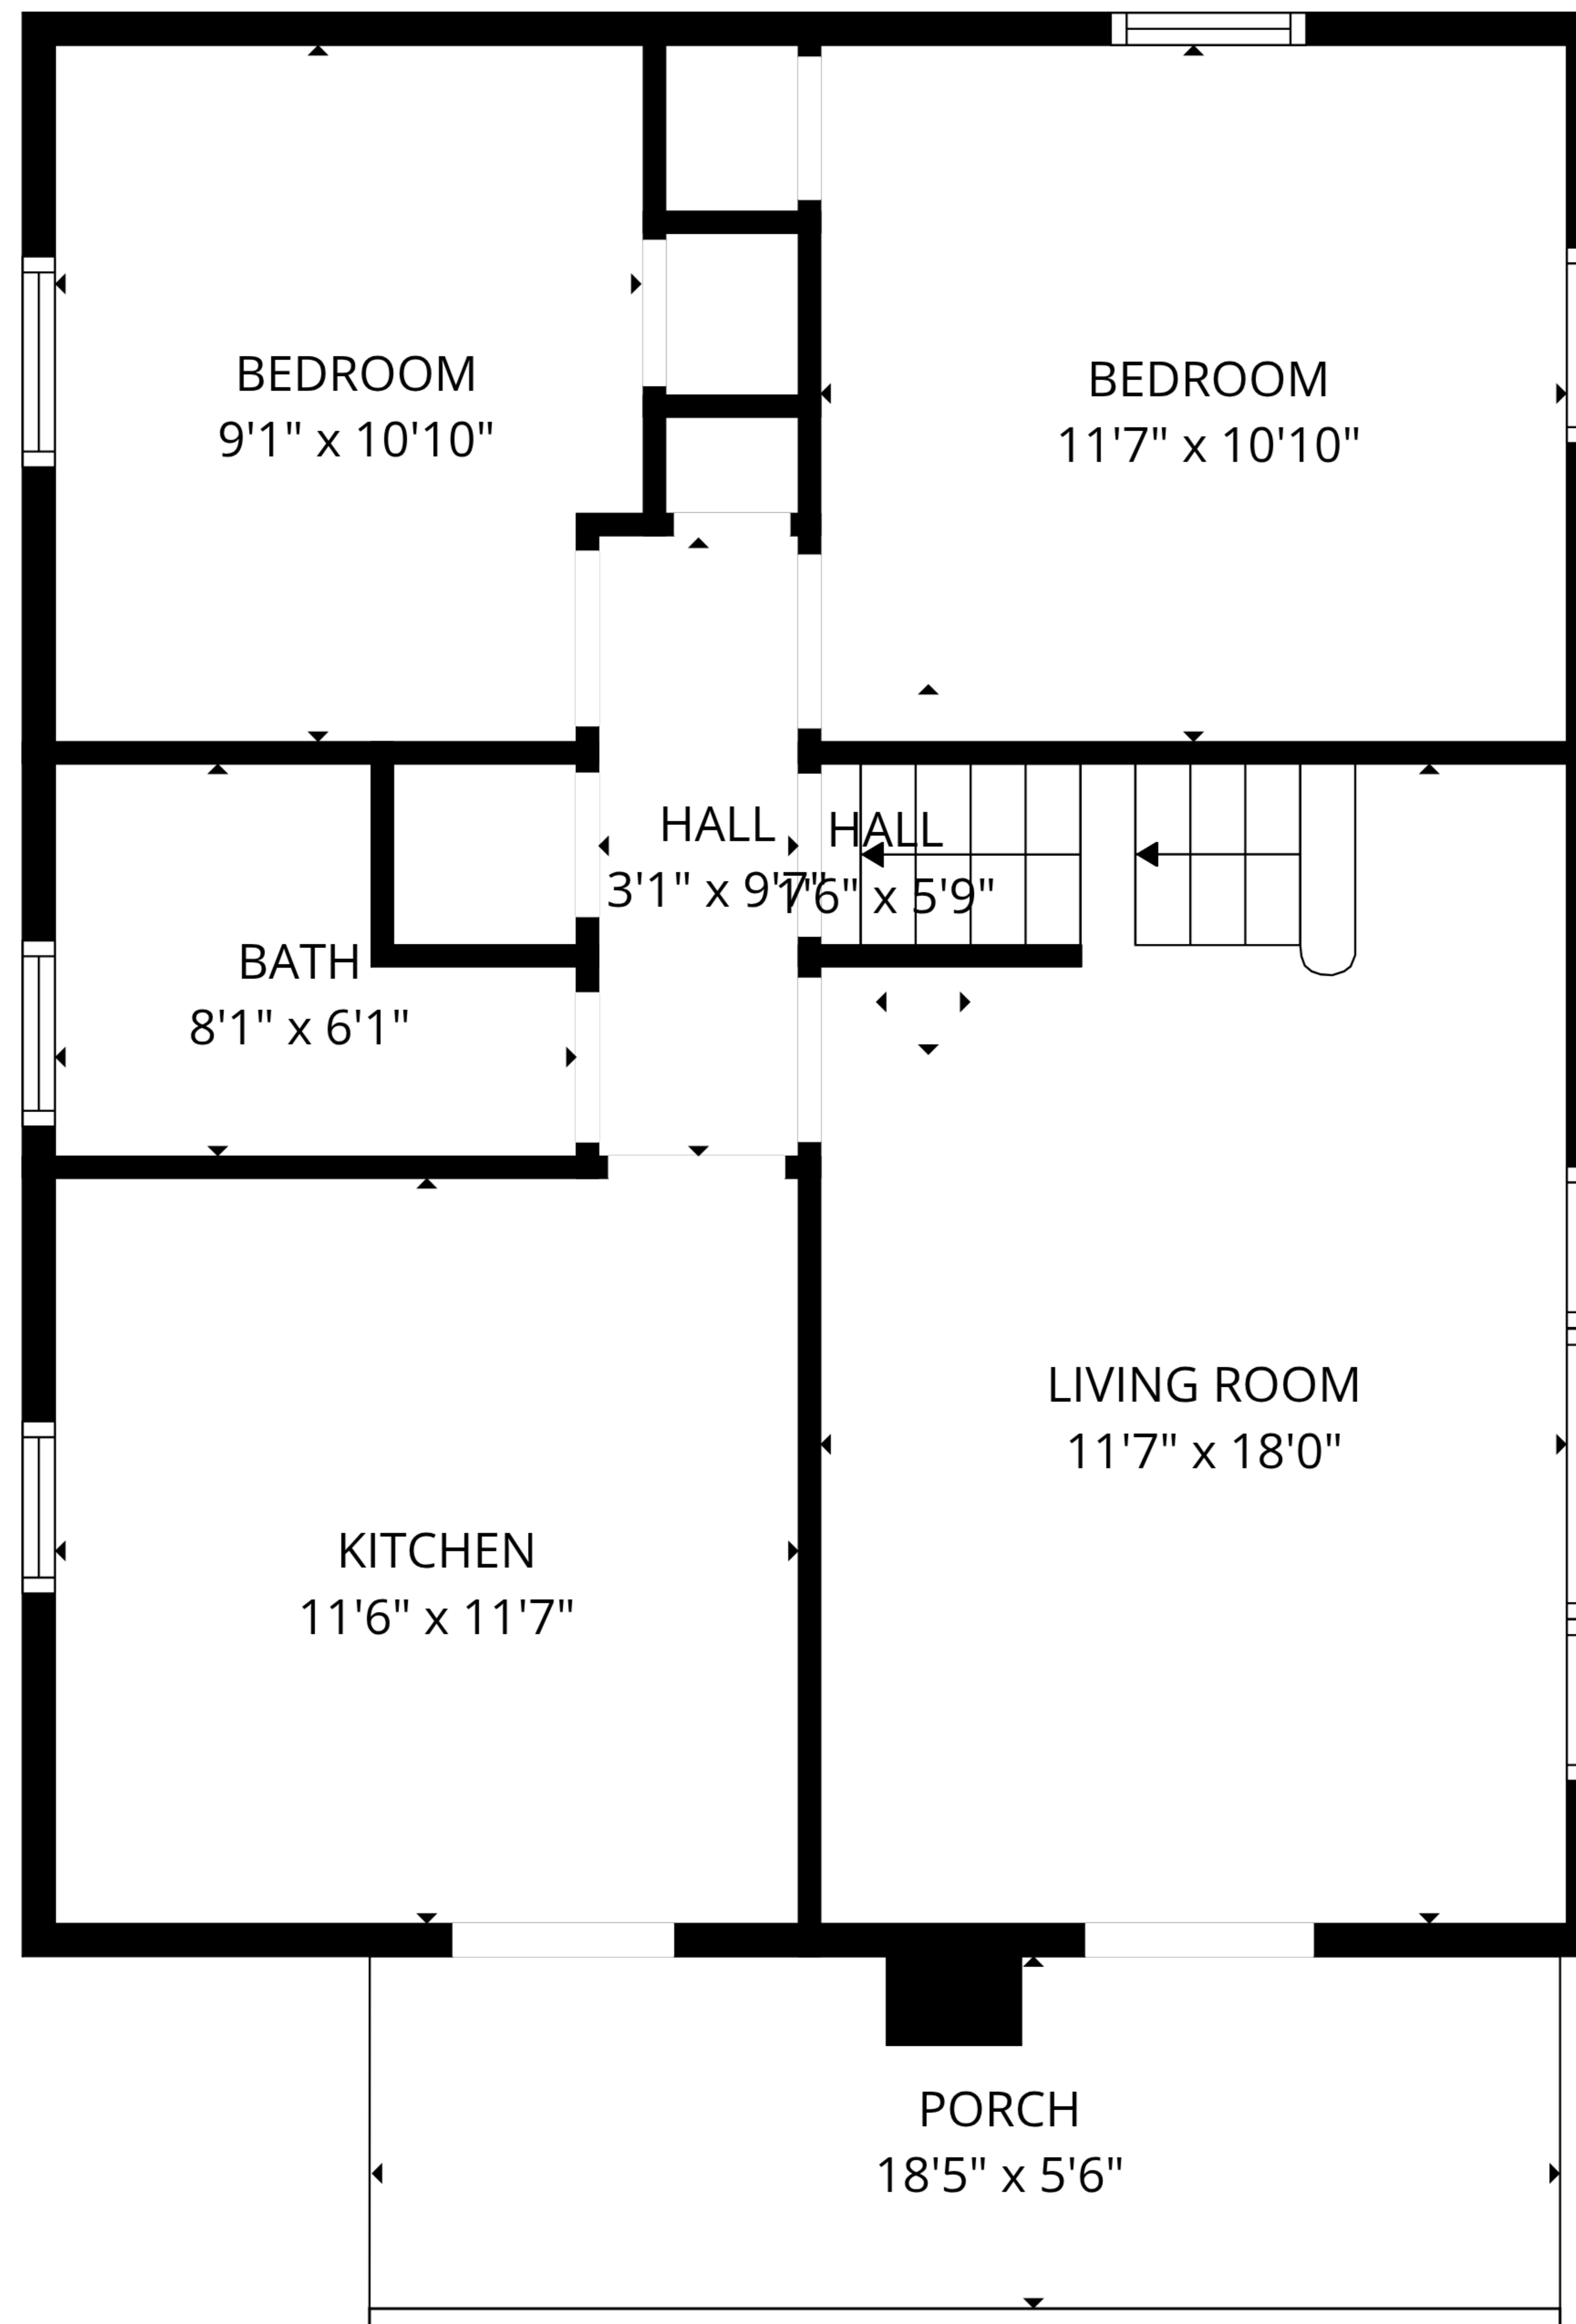 BEDROOM
9'1" x 10'10"
BEDROOM
11'7" x 10'10"
HALL
3'1" x 9'7"
HALL
1'6" x 5'9"
BATH
8'1" x 6'1"
LIVING ROOM
11'7" x 18'0"
KITCHEN
11'6" x 11'7"
PORCH
18'5" x 5'6"